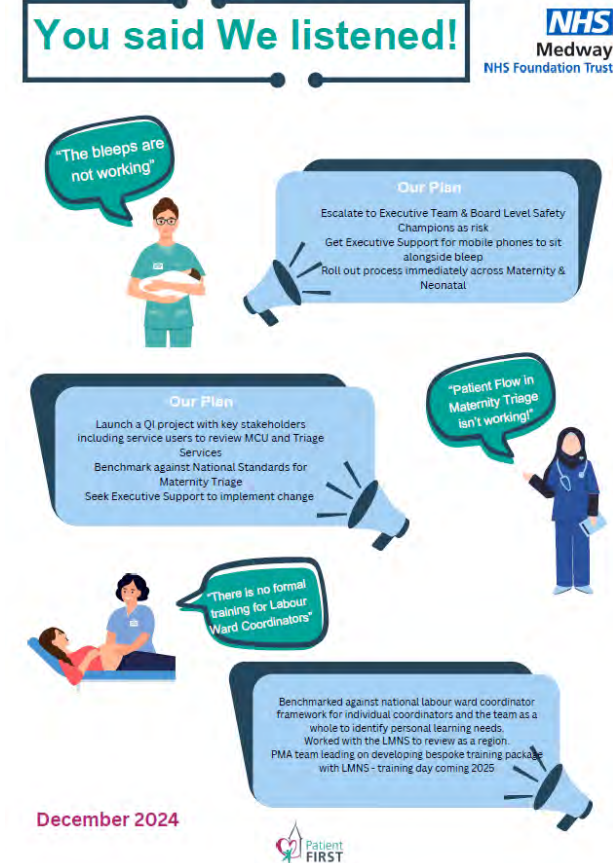 You said We listened!
NHS
Medway
NHS Foundation Trust
"The bleeps are
not working"
Our Plan
Escalate to Executive Team & Board Level Safety
Champions as risk
Get Executive Support for mobile phones to sit
alongside bleep
Roll out process immediately across Maternity &
Neonatal
"Patient Flow in
Maternity Triage
isn't working!"
Our Plan
Launch a QI project with key stakeholders
including service users to review MCU and Triage
Services
Benchmark against National Standards for
Maternity Triage
Seek Executive Support to implement change
"There is no formal
training for Labour
Ward Coordinators"
Benchmarked against national labour ward coordinator
framework for individual coordinators and the team as a
whole to identify personal learning needs.
Worked with the LMNS to review as a region.
PMA team leading on developing bespoke training package
with LMNS - training day coming 2025
December 2024
Patient
FIRST